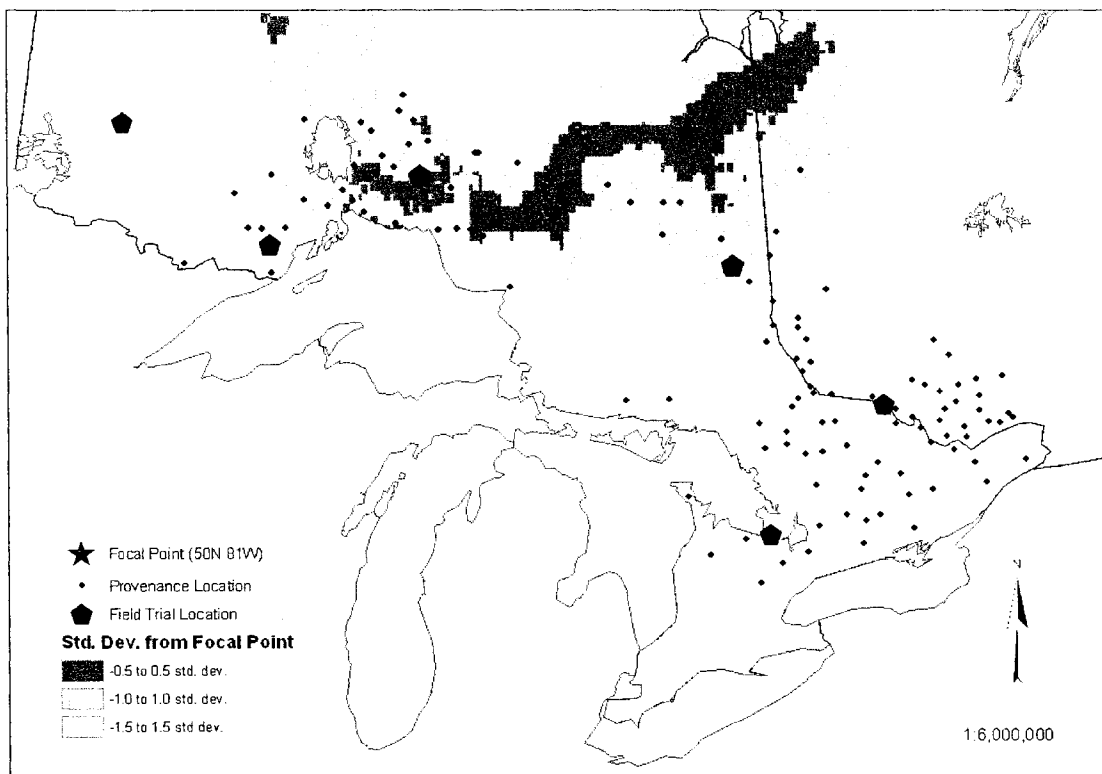 Focal Point (50N 81W)
Provenance Location
Field Trial Location
Std. Dev. from Focal Point
-0.5 to 0.5 std. dev.
-1.0 to 1.0 std. dev.
-1.5 to 1.5 std dev.
N
1:6,000,000